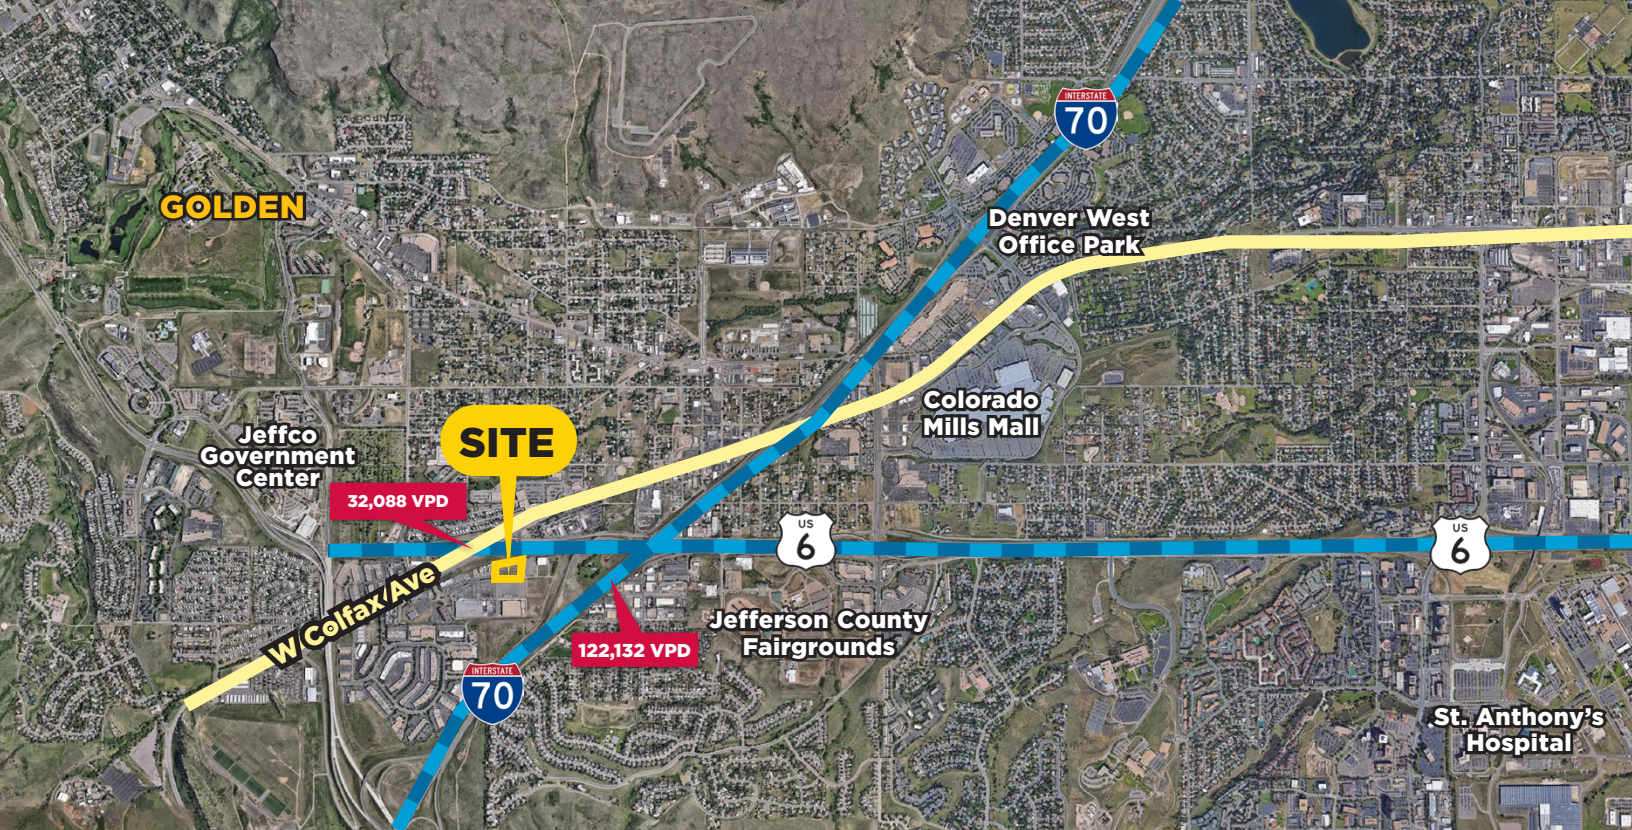 INTERSTATE
70
GOLDEN
Denver West
Office Park
Colorado
Mills Mall
Jeffco
Government
Center
SITE
32,088 VPD
US
6
US
6
W Colfax Ave
Jefferson County
Fairgrounds
122,132 VPD
INTERSTATE
70
St. Anthony’s
Hospital